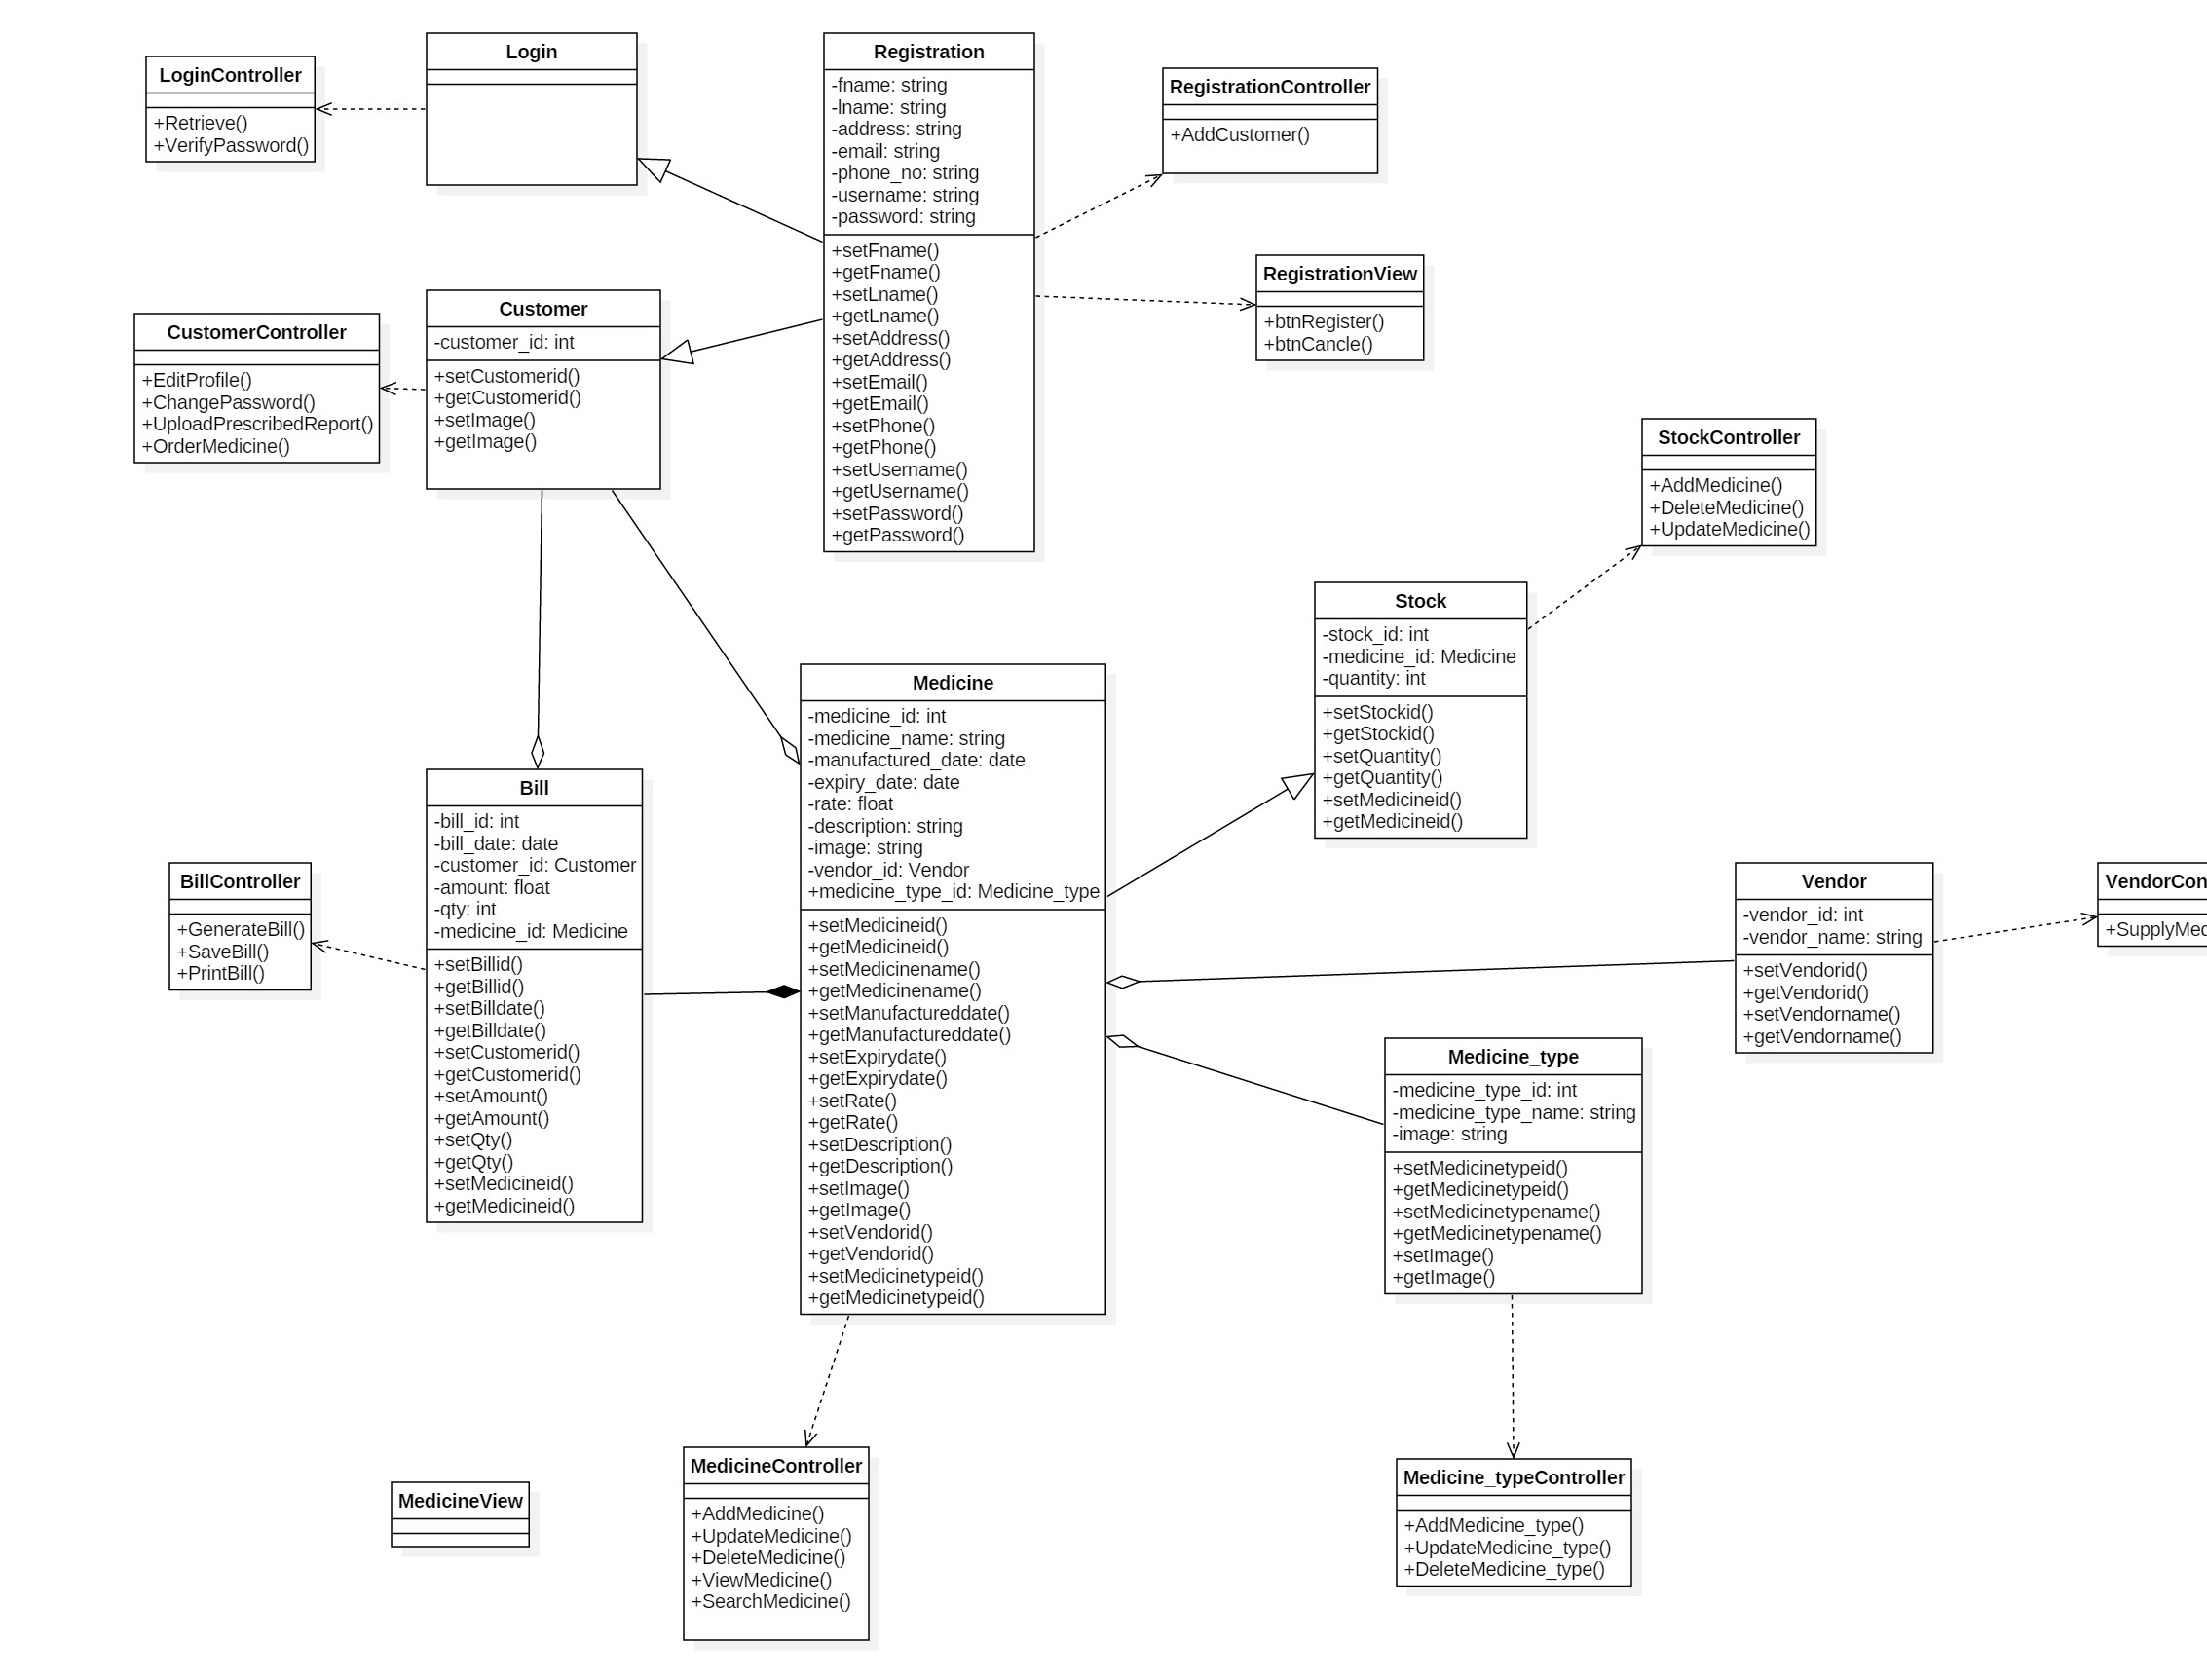 LoginController
+Retrieve()
+VerifyPassword()
Login
Registration
-fname: string
-lname: string
-address: string
-email: string
-phone_no: string
-username: string
-password: string
+setFname()
+getFname()
+setLname()
+getLname()
+setAddress()
+getAddress()
+setEmail()
+getEmail()
+setPhone()
+getPhone()
+setUsername()
+getUsername()
+setPassword()
+getPassword()
RegistrationController
+AddCustomer()
RegistrationView
+btnRegister()
+btnCancle()
CustomerController
+EditProfile()
+ChangePassword()
+UploadPrescribedReport()
+OrderMedicine()
Customer
-customer_id: int
+setCustomerid()
+getCustomerid()
+setImage()
+getImage()
StockController
+AddMedicine()
+DeleteMedicine()
+UpdateMedicine()
Stock
-stock_id: int
-medicine_id: Medicine
-quantity: int
+setStockid()
+getStockid()
+setQuantity()
+getQuantity()
+setMedicineid()
+getMedicineid()
Medicine
-medicine_id: int
-medicine_name: string
-manufactured_date: date
-expiry_date: date
-rate: float
-description: string
-image: string
-vendor_id: Vendor
+medicine_type_id: Medicine_type
+setMedicineid()
+getMedicineid()
+setMedicinename()
+getMedicinename()
+setManufactureddate()
+getManufactureddate()
+setExpirydate()
+getExpirydate()
+setRate()
+getRate()
+setDescription()
+getDescription()
+setImage()
+getImage()
+setVendorid()
+getVendorid()
+setMedicinetypeid()
+getMedicinetypeid()
Bill
-bill_id: int
-bill_date: date
-customer_id: Customer
-amount: float
-qty: int
-medicine_id: Medicine
+setBillid()
+getBillid()
+setBilldate()
+getBilldate()
+setCustomerid()
+getCustomerid()
+setAmount()
+getAmount()
+setQty()
+getQty()
+setMedicineid()
+getMedicineid()
BillController
+GenerateBill()
+SaveBill()
+PrintBill()
Vendor
-vendor_id: int
-vendor_name: string
+setVendorid()
+getVendorid()
+setVendorname()
+getVendorname()
VendorCon
+SupplyMed
Medicine_type
-medicine_type_id: int
-medicine_type_name: string
-image: string
+setMedicinetypeid()
+getMedicinetypeid()
+setMedicinetypename()
+getMedicinetypename()
+setImage()
+getImage()
MedicineView
MedicineController
+AddMedicine()
+UpdateMedicine()
+DeleteMedicine()
+ViewMedicine()
+SearchMedicine()
Medicine_typeController
+AddMedicine_type()
+UpdateMedicine_type()
+DeleteMedicine_type()